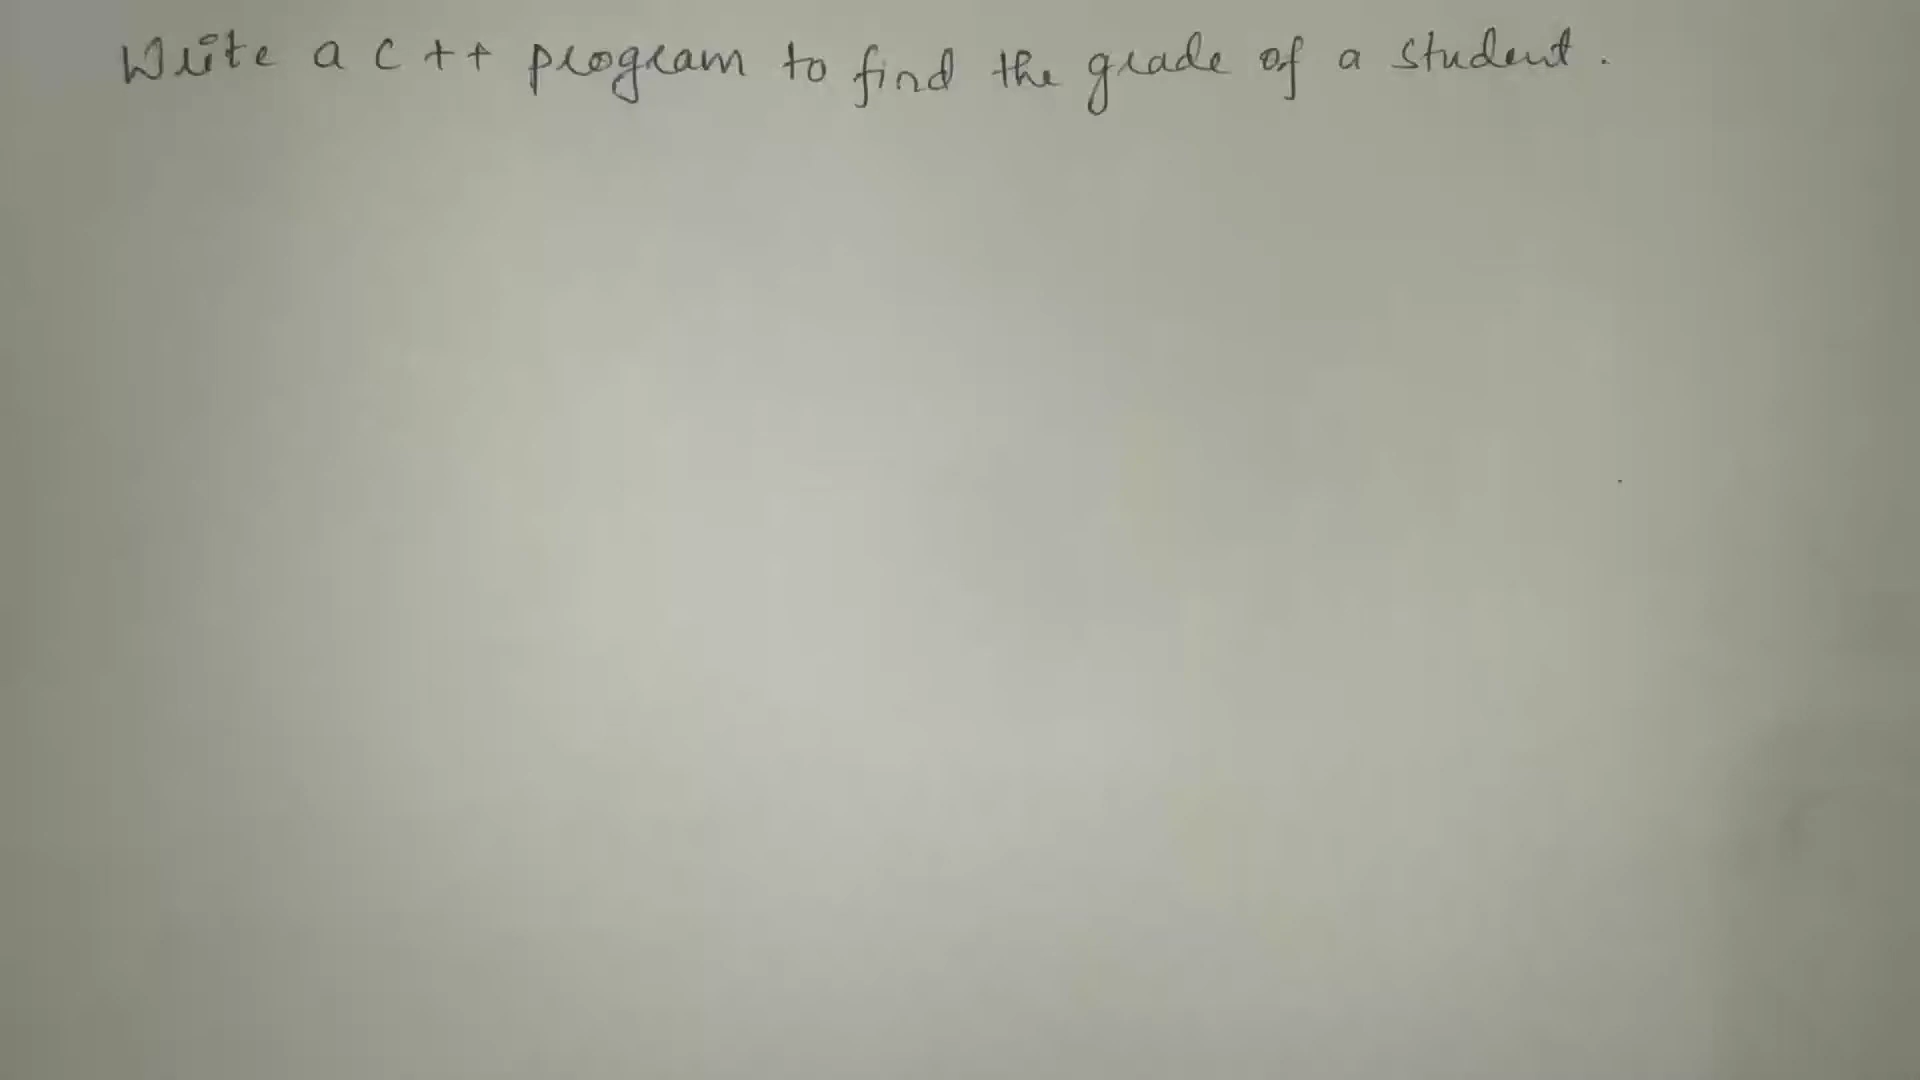 Write a c ++ program to find the grade of a student.